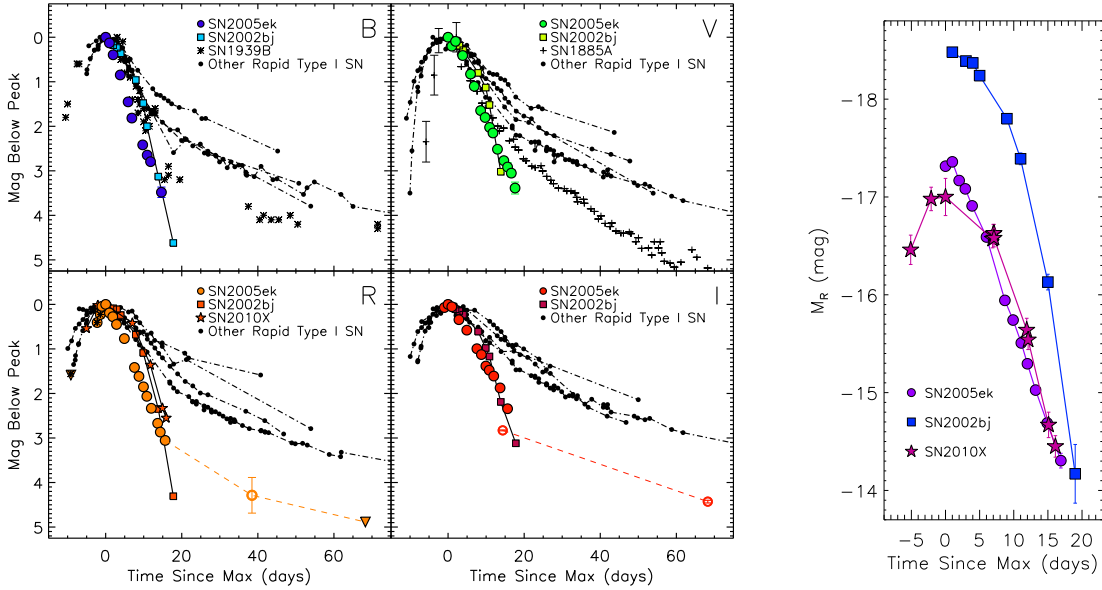 SN2005ek
SN2002bj
SN1939B
Other Rapid Type I SN
B
SN2005ek
SN2002bj
SN1885A
Other Rapid Type I SN
V
0
1
2
3
4
5
Mag Below Peak
SN2005ek
SN2002bj
SN2010X
Other Rapid Type I SN
R
SN2005ek
SN2002bj
Other Rapid Type I SN
I
0
1
2
3
4
5
Mag Below Peak
0 20 40 60
Time Since Max (days)
0 20 40 60
Time Since Max (days)
-18
-17
-16
-15
-14
M_R (mag)
SN2005ek
SN2002bj
SN2010X
-5 0 5 10 15 20
Time Since Max (days)